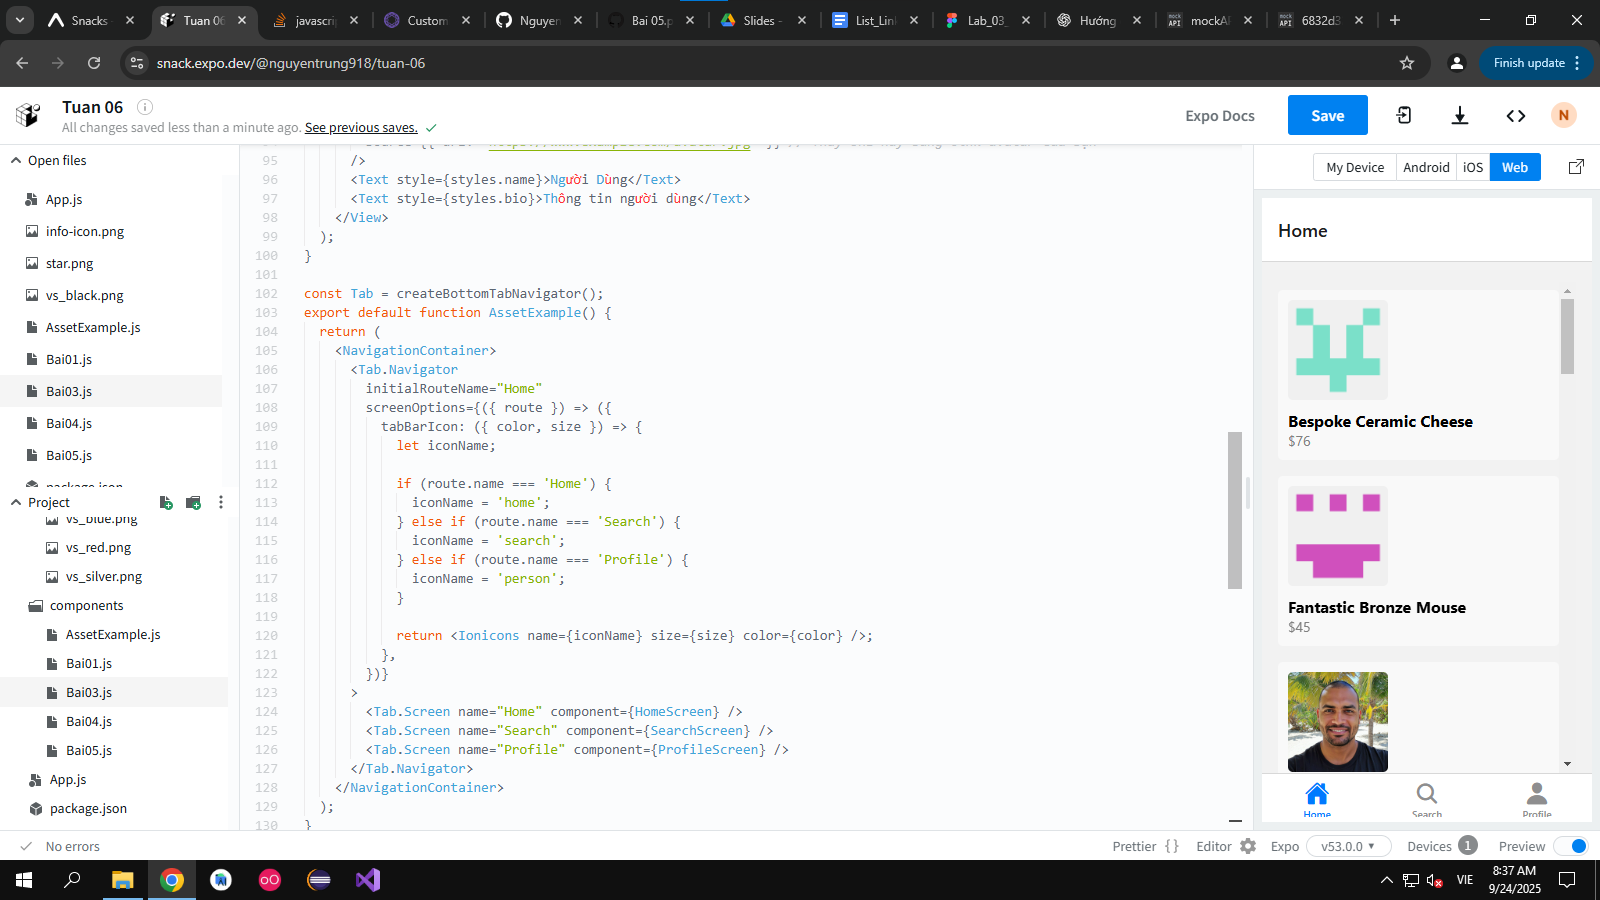 Snacks
Tuan 06
javascrip
Custom
Nguyen
Bai 05.p
Slides -
List_Link
Lab_03_
Hướng
mockAP
6832d3
snack.expo.dev/@nguyentrung918/tuan-06
Finish update
Tuan 06
All changes saved less than a minute ago. See previous saves.
Expo Docs
Save
N
Open files
App.js
info-icon.png
star.png
vs_black.png
AssetExample.js
Bai01.js
Bai03.js
Bai04.js
Bai05.js
package.json
Project
vs_blue.png
vs_red.png
vs_silver.png
components
AssetExample.js
Bai01.js
Bai03.js
Bai04.js
Bai05.js
App.js
package.json
95 />
96 <Text style={styles.name}>Người Dùng</Text>
97 <Text style={styles.bio}>Thông tin người dùng</Text>
98 </View>
99 );
100 }
101
102 const Tab = createBottomTabNavigator();
103 export default function AssetExample() {
104 return (
105 <NavigationContainer>
106 <Tab.Navigator
107 initialRouteName="Home"
108 screenOptions={({ route }) => ({
109 tabBarIcon: ({ color, size }) => {
110 let iconName;
111
112 if (route.name === 'Home') {
113 iconName = 'home';
114 } else if (route.name === 'Search') {
115 iconName = 'search';
116 } else if (route.name === 'Profile') {
117 iconName = 'person';
118 }
119
120 return <Ionicons name={iconName} size={size} color={color} />;
121 },
122 })}
123 >
124 <Tab.Screen name="Home" component={HomeScreen} />
125 <Tab.Screen name="Search" component={SearchScreen} />
126 <Tab.Screen name="Profile" component={ProfileScreen} />
127 </Tab.Navigator>
128 </NavigationContainer>
129 );
130 }
My Device
Android
iOS
Web
Home
Bespoke Ceramic Cheese
$76
Fantastic Bronze Mouse
$45
Home
Search
Profile
No errors
Prettier {}
Editor
Expo
v53.0.0
Devices 1
Preview
VIE
8:37 AM
9/24/2025